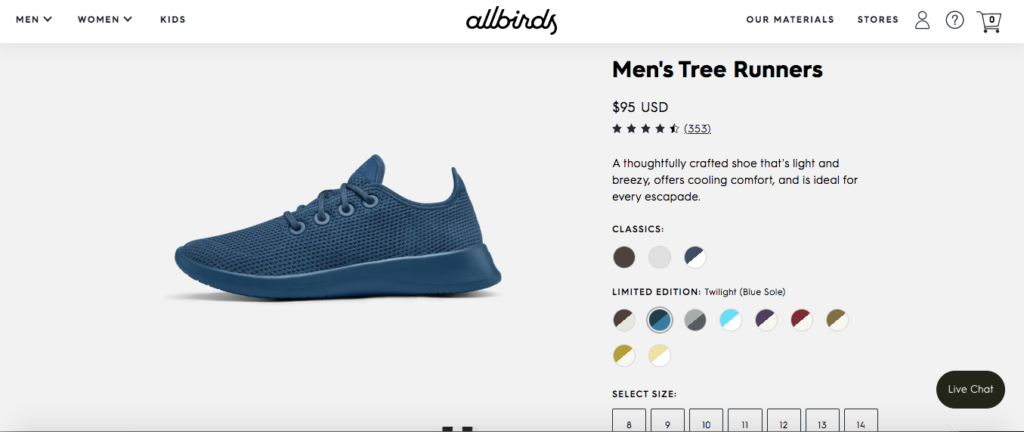 MEN
WOMEN
KIDS
allbirds
OUR MATERIALS
STORES
?
0
Men's Tree Runners
$95 USD
(353)
A thoughtfully crafted shoe that's light and
breezy, offers cooling comfort, and is ideal for
every escapade.
CLASSICS:
LIMITED EDITION: Twilight (Blue Sole)
SELECT SIZE:
8 9 10 11 12 13 14
Live Chat